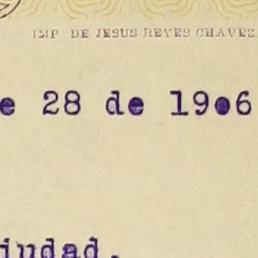 IMP DE JESUS REYES CHAVEZ
e 28 de 1906
iudad.